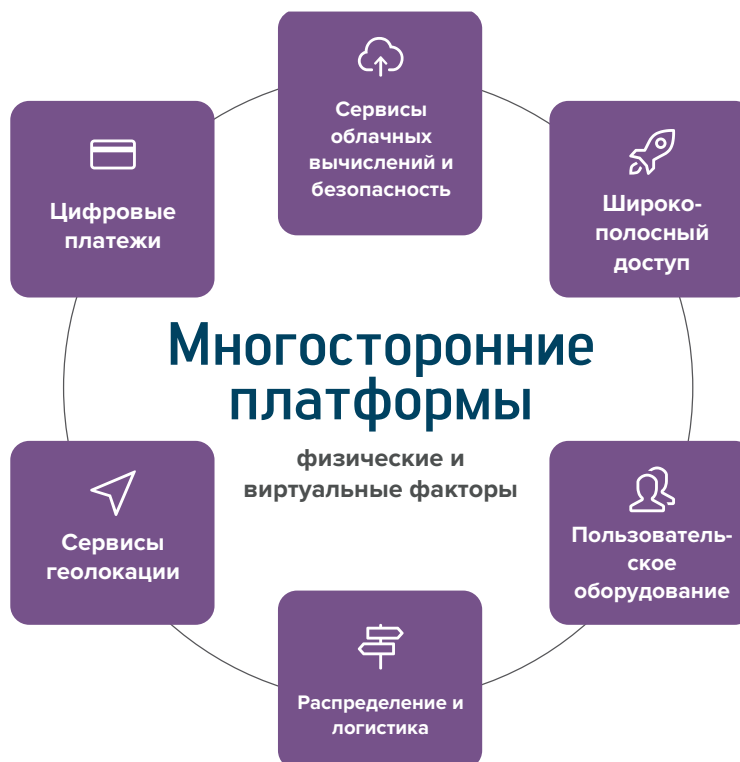 Сервисы
облачных
вычислений и
безопасность
Цифровые
платежи
Широко-
полосный
доступ
Многосторонние
платформы
физические и
виртуальные факторы
Сервисы
геолокации
Пользователь-
ское
оборудование
Распределение и
логистика